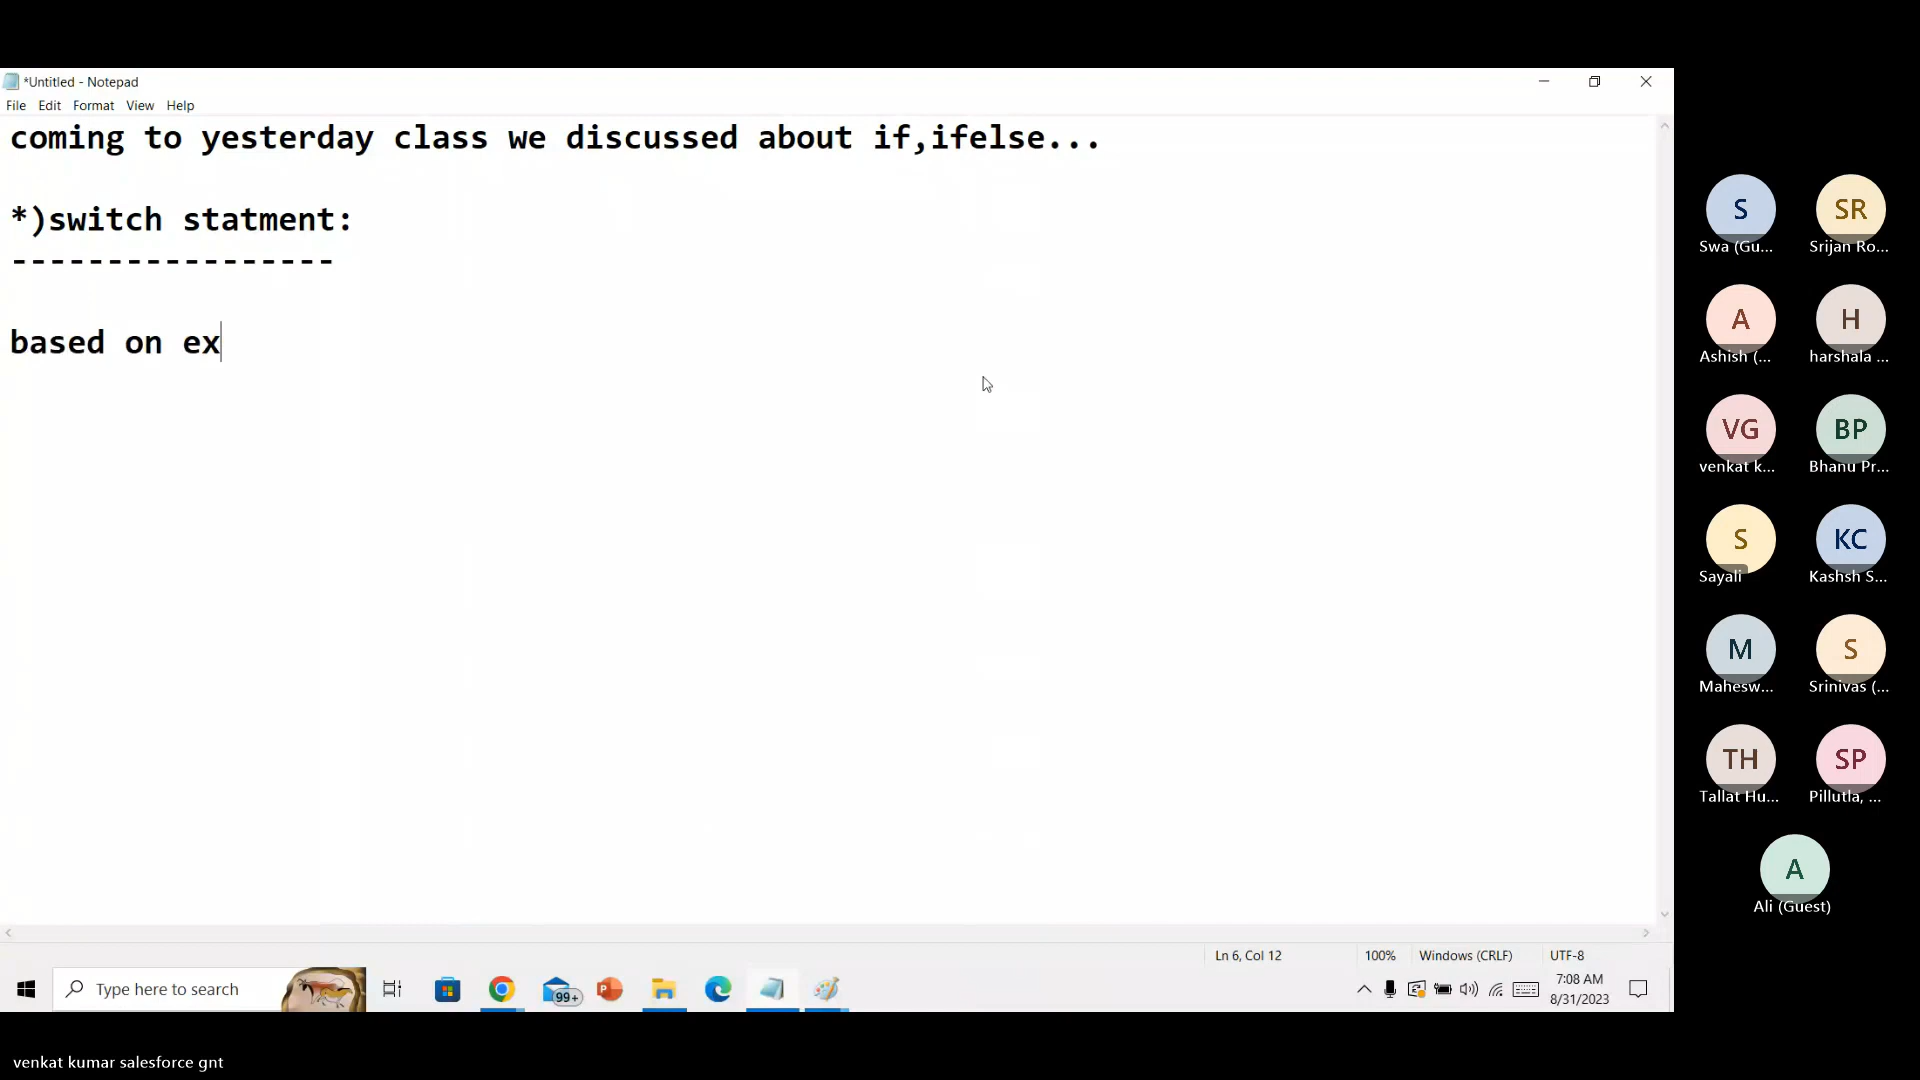 *Untitled - Notepad
File Edit Format View Help
coming to yesterday class we discussed about if,ifelse...
*)switch statment:
-----------------
based on ex
Ln 6, Col 12 100% Windows (CRLF) UTF-8
Type here to search
99+
7:08 AM
8/31/2023
S SR
Swa (Gu... Srijan Ro...
A H
Ashish (... harshala ...
VG BP
venkat k... Bhanu Pr...
S KC
Sayali Kashsh S...
M S
Mahesw... Srinivas (...
TH SP
Tallat Hu... Pillutla, ...
A
Ali (Guest)
venkat kumar salesforce gnt